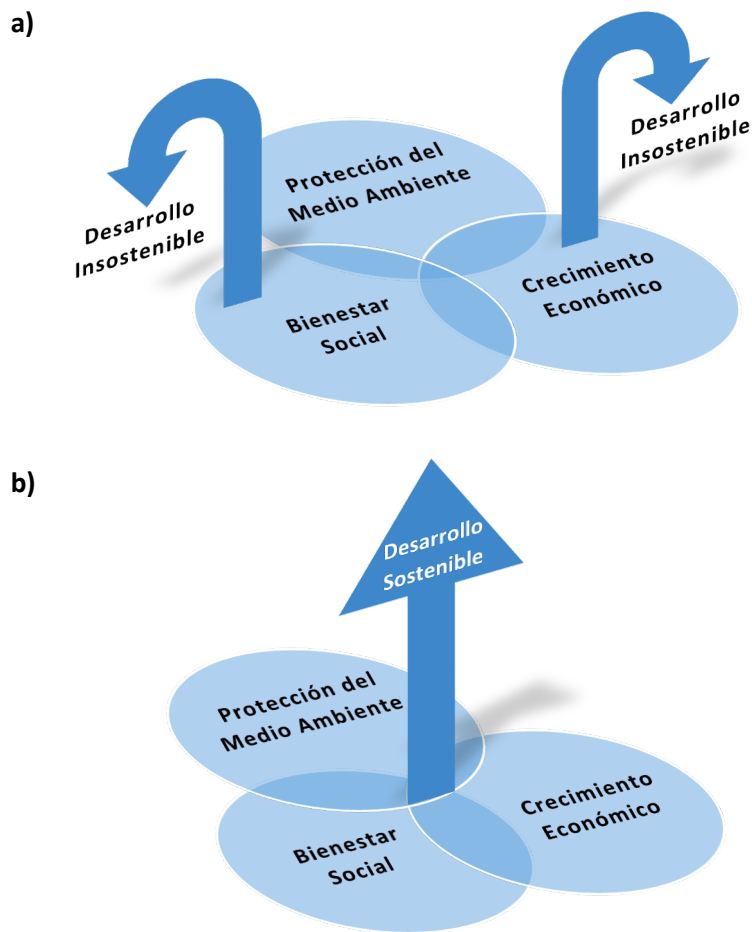 a)
Protección del
Medio Ambiente
Desarrollo
Insostenible
Desarrollo
Insostenible
Crecimiento
Económico
Bienestar
Social
b)
Desarrollo
Sostenible
Protección del
Medio Ambiente
Crecimiento
Económico
Bienestar
Social